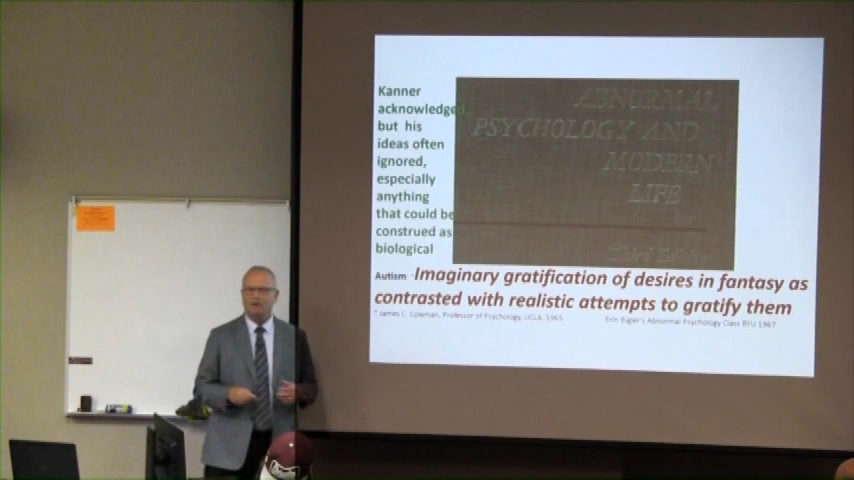 Kanner
acknowledged
but his
ideas often
ignored,
especially
anything
that could be
construed as
biological
ABNORMAL
PSYCHOLOGY AND
MODERN
LIFE
Third Edition
Autism Imaginary gratification of desires in fantasy as
contrasted with realistic attempts to gratify them
* James C. Coleman, Professor of Psychology, UCLA, 1965 Erin Bigler's Abnormal Psychology Class BYU 1967